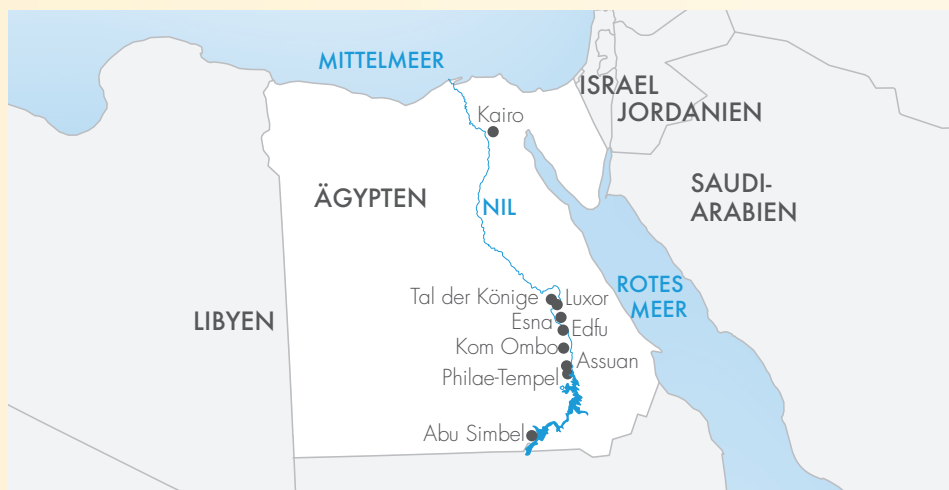 MITTELMEER
ISRAEL
JORDANIEN
Kairo
ÄGYPTEN
NIL
SAUDI-
ARABIEN
ROTES
MEER
LIBYEN
Tal der Könige
Luxor
Esna
Edfu
Kom Ombo
Assuan
Philae-Tempel
Abu Simbel